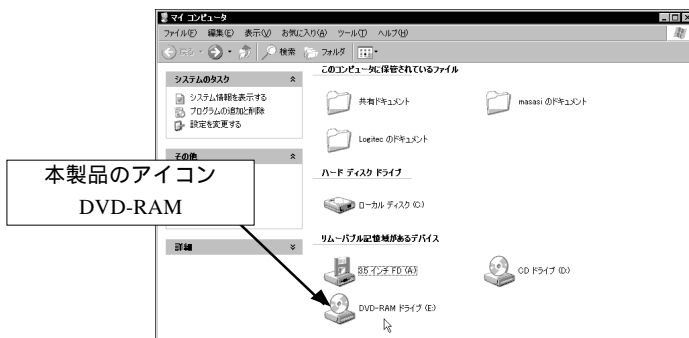 マイ コンピュータ
ファイル(F) 編集(E) 表示(V) お気に入り(A) ツール(T) ヘルプ(H)
戻る 検索 フォルダ
システムのタスク
システム情報を表示する
プログラムの追加と削除
設定を変更する
その他
詳細
このコンピュータに保管されているファイル
共有ドキュメント
masasi のドキュメント
Logitec のドキュメント
ハード ディスク ドライブ
ローカル ディスク (C:)
リムーバブル記憶域があるデバイス
3.5 インチ FD (A:)
CD ドライブ (D:)
DVD-RAM ドライブ (E:)
本製品のアイコン
DVD-RAM